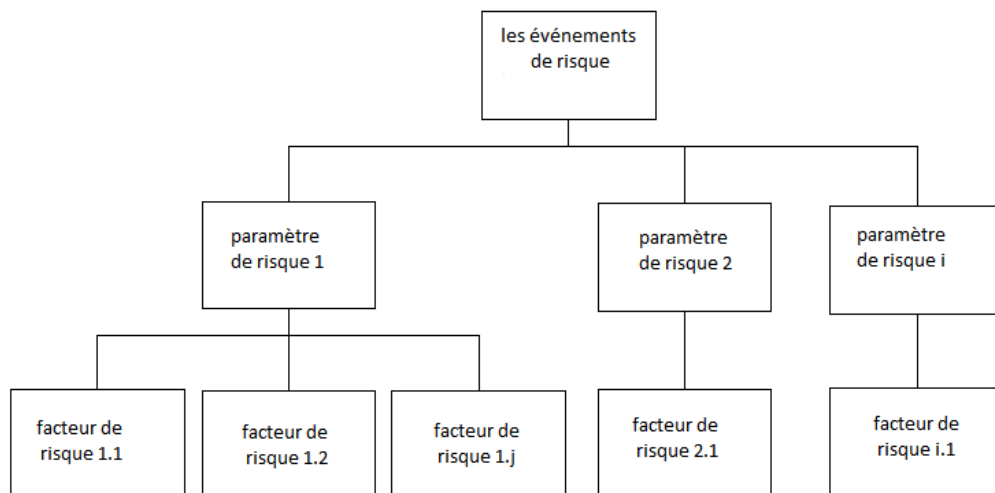 les événements
de risque
paramètre
de risque 1
paramètre
de risque 2
paramètre
de risque i
facteur de
risque 1.1
facteur de
risque 1.2
facteur de
risque 1.j
facteur de
risque 2.1
facteur de
risque i.1